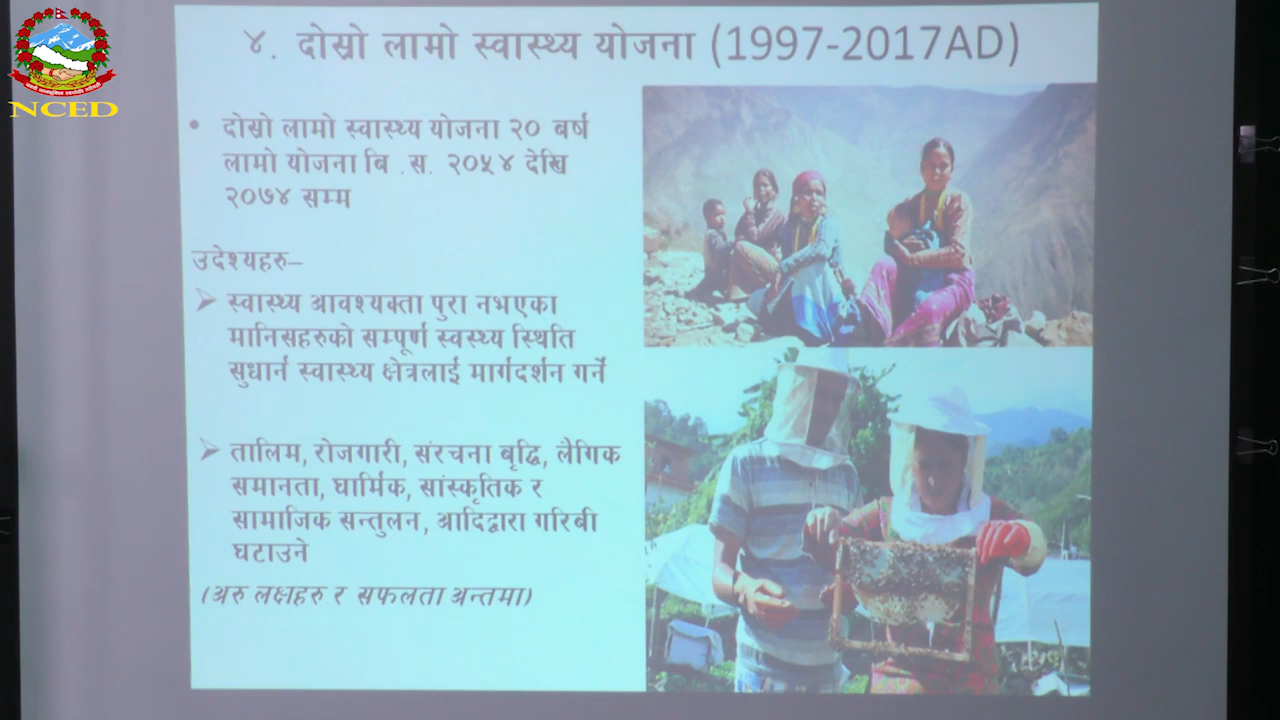 NCED
४. दोस्रो लामो स्वास्थ्य योजना (1997-2017AD)
• दोस्रो लामो स्वास्थ्य योजना २० बर्ष
लामो योजना बि .स. २०५४ देखि
२०७४ सम्म
उदेश्यहरु–
➢ स्वास्थ्य आवश्यक्ता पुरा नभएका
मानिसहरुको सम्पूर्ण स्वस्थ्य स्थिति
सुधार्न स्वास्थ्य क्षेत्रलाई मार्गदर्शन गर्ने
➢ तालिम, रोजगारी, संरचना बृद्धि, लैगिक
समानता, धार्मिक, सांस्कृतिक र
सामाजिक सन्तुलन, आदिद्वारा गरिबी
घटाउने
(अरु लक्षहरु र सफलता अन्तमा)